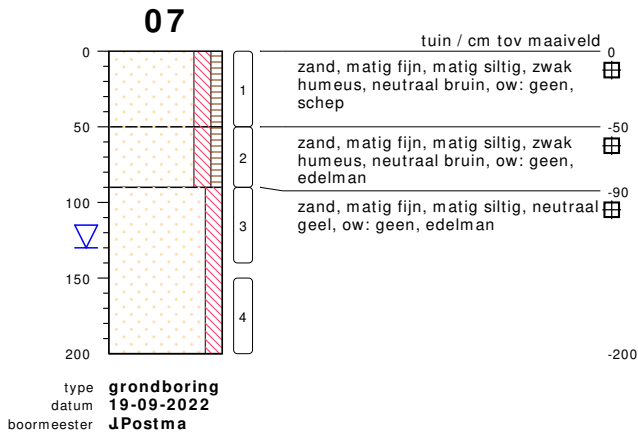 07
tuin / cm tov maaiveld
0
0
zand, matig fijn, matig siltig, zwak
humeus, neutraal bruin, ow: geen,
schep
1
50
-50
zand, matig fijn, matig siltig, zwak
humeus, neutraal bruin, ow: geen,
edelman
2
-90
zand, matig fijn, matig siltig, neutraal
geel, ow: geen, edelman
100
3
150
4
200
-200
type grondboring
datum 19-09-2022
boormeester J.Postma